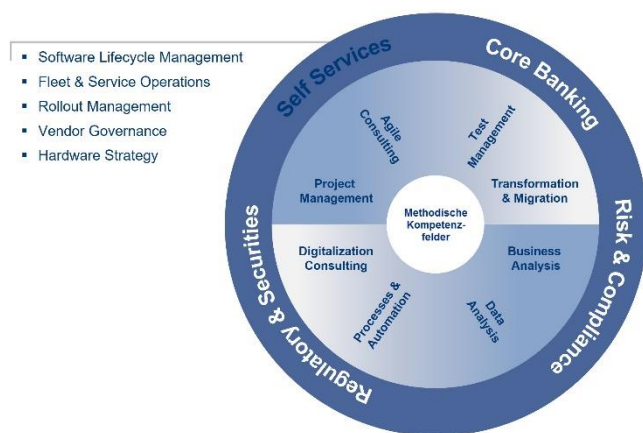 Software Lifecycle Management
Fleet & Service Operations
Rollout Management
Vendor Governance
Hardware Strategy
Self Services
Core Banking
Risk & Compliance
Regulatory & Securities
Agile
Consulting
Test
Management
Project
Management
Transformation
& Migration
Methodische
Kompetenz-
felder
Digitalization
Consulting
Business
Analysis
Processes &
Automation
Data
Analysis